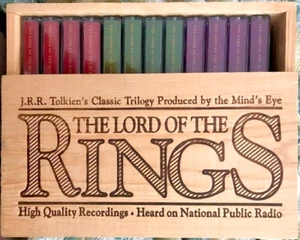 J.R.R. Tolkien's Classic Trilogy Produced by the Mind's Eye
THE LORD OF THE
RINGS
High Quality Recordings • Heard on National Public Radio